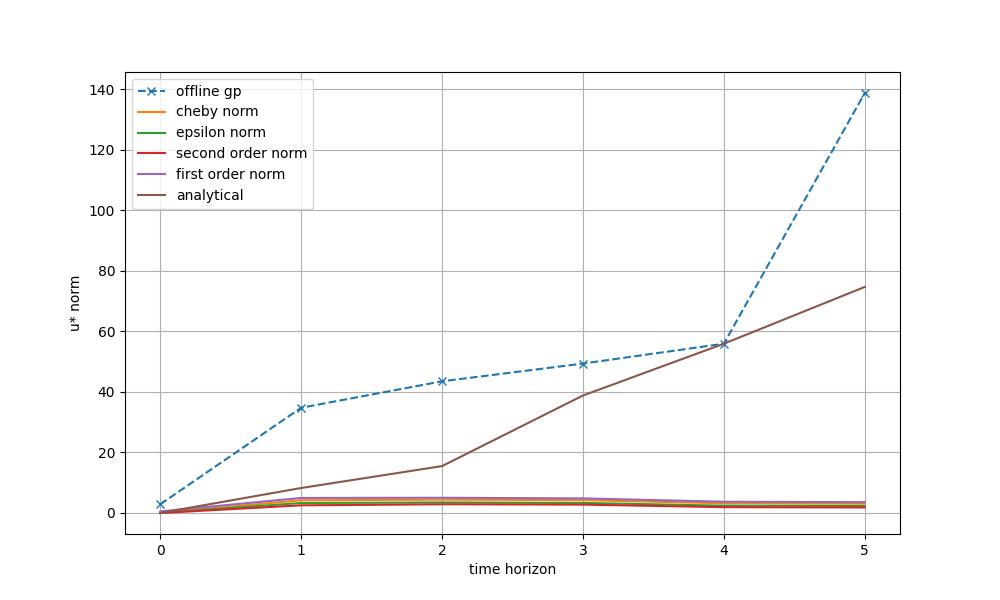 140
120
100
80
60
40
20
0
u* norm
offline gp
cheby norm
epsilon norm
second order norm
first order norm
analytical
0 1 2 3 4 5
time horizon